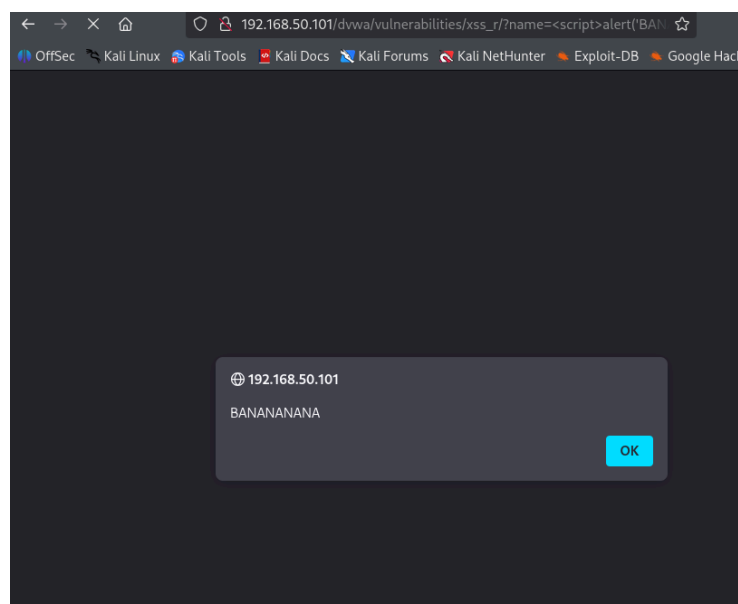 192.168.50.101/dvwa/vulnerabilities/xss_r/?name=<script>alert('BAN
OffSec Kali Linux Kali Tools Kali Docs Kali Forums Kali NetHunter Exploit-DB Google Hac
192.168.50.101
BANANANANA
OK